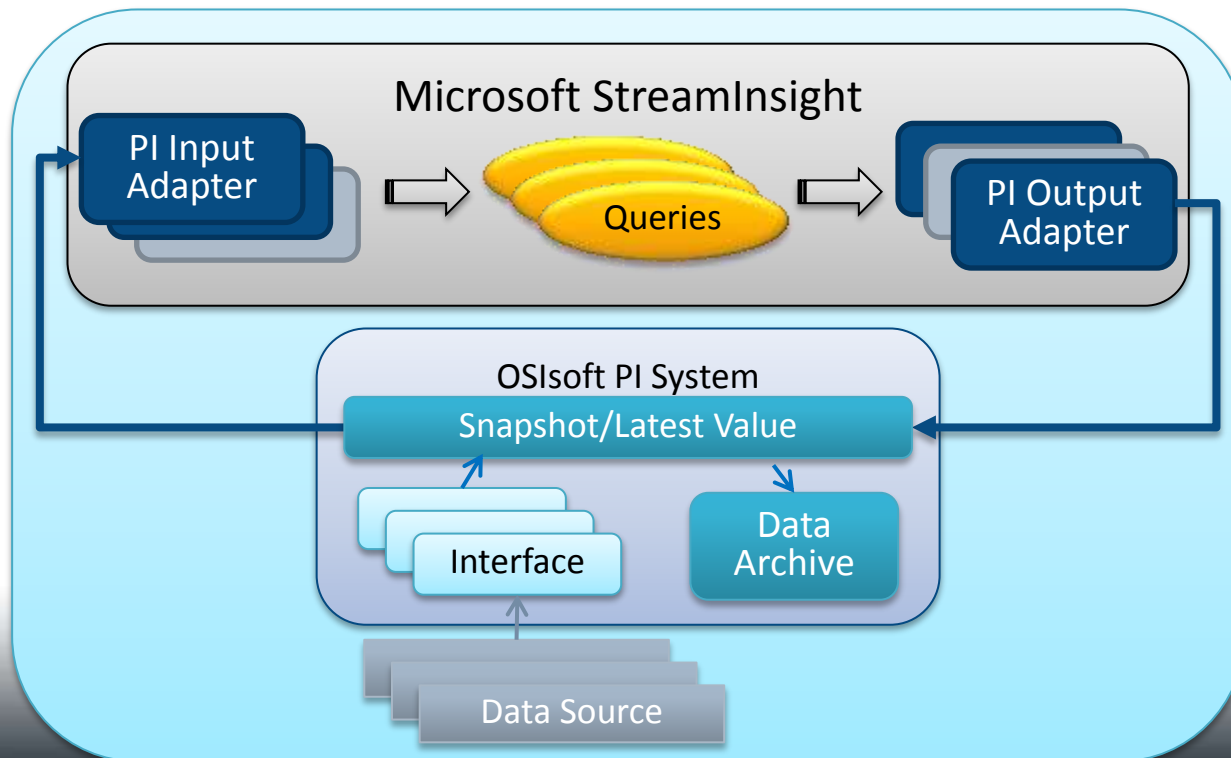 Microsoft StreamInsight
PI Input
Adapter
Queries
PI Output
Adapter
OSIsoft PI System
Snapshot/Latest Value
Interface
Data
Archive
Data Source